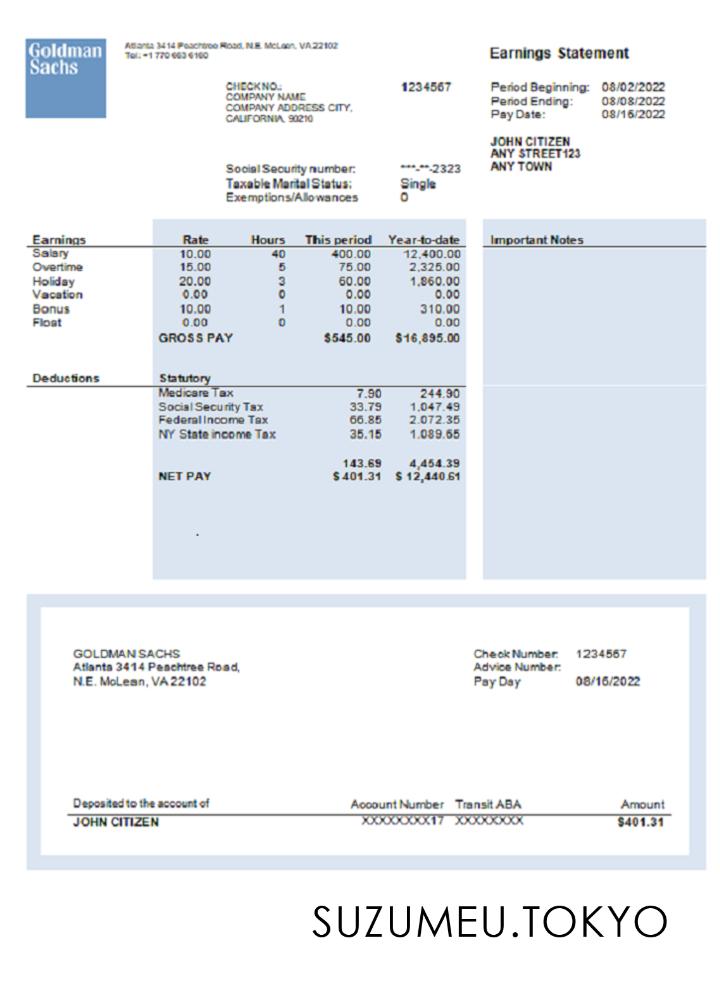 Goldman
Sachs
Atlanta 3414 Peachtree Road, N.E. McLean, VA 22102
Tel.: +1 770 663 6160
Earnings Statement
CHECK NO.: 1234567
COMPANY NAME
COMPANY ADDRESS CITY,
CALIFORNIA, 90210
Period Beginning: 08/02/2022
Period Ending: 08/08/2022
Pay Date: 08/15/2022
JOHN CITIZEN
ANY STREET123
ANY TOWN
Social Security number: ***-**-2323
Taxable Marital Status: Single
Exemptions/Allowances 0
Earnings Rate Hours This period Year-to-date
Salary 10.00 40 400.00 12,400.00
Overtime 15.00 5 75.00 2,325.00
Holiday 20.00 3 60.00 1,860.00
Vacation 0.00 0 0.00 0.00
Bonus 10.00 1 10.00 310.00
Float 0.00 0 0.00 0.00
GROSS PAY $545.00 $16,895.00
Important Notes
Deductions Statutory
Medicare Tax 7.90 244.90
Social Security Tax 33.79 1,047.49
Federal Income Tax 66.85 2,072.35
NY State income Tax 35.15 1,089.65
143.69 4,454.39
NET PAY $ 401.31 $ 12,440.61
GOLDMAN SACHS
Atlanta 3414 Peachtree Road,
N.E. McLean, VA 22102
Check Number: 1234567
Advice Number:
Pay Day 08/15/2022
Deposited to the account of Account Number Transit ABA Amount
JOHN CITIZEN XXXXXXXX17 XXXXXXXX $401.31
SUZUMEU.TOKYO